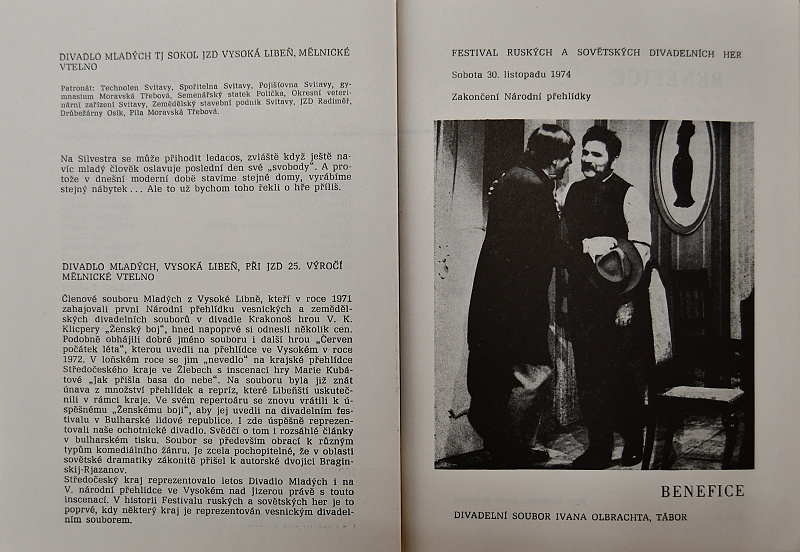 DIVADLO MLADÝCH TJ SOKOL JZD VYSOKÁ LIBEŇ, MĚLNICKÉ
VTELNO
Patronát: Technolen Svitavy, Spořitelna Svitavy, Pojišťovna Svitavy, gy-
mnasium Moravská Třebová, Semenářský statek Polička, Okresní veteri-
nární zařízení Svitavy, Zemědělský stavební podnik Svitavy, JZD Radiměř,
Drůbežárny Osík, Pila Moravská Třebová.
Na Silvestra se může přihodit ledacos, zvláště když ještě na-
víc mladý člověk oslavuje poslední den své „svobody“. A pro-
tože v dnešní moderní době stavíme stejné domy, vyrábíme
stejný nábytek ... Ale to už bychom toho řekli o hře příliš.
DIVADLO MLADÝCH, VYSOKÁ LIBEŇ, PŘI JZD 25. VÝROČÍ
MĚLNICKÉ VTELNO
Členové souboru Mladých z Vysoké Libně, kteří v roce 1971
zahajovali první Národní přehlídku vesnických a zeměděl-
ských divadelních souborů v divadle Krakonoš hrou V. K.
Klicpery „Ženský boj“, hned napoprvé si odnesli několik cen.
Podobně obhájili dobré jméno souboru i další hrou „Červen
počátek léta“, kterou uvedli na přehlídce ve Vysokém v roce
1972. V loňském roce se jim „nevedlo“ na krajské přehlídce
Středočeského kraje ve Žlebech s inscenací hry Marie Kubá-
tové „Jak přišla basa do nebe“. Na souboru byla již znát
únava z množství přehlídek a repríz, které Libeňští uskuteč-
nili v rámci kraje. Ve svém repertoáru se znovu vrátili k ú-
spěšnému „Ženskému boji“, aby jej uvedli na divadelním fes-
tivalu v Bulharské lidové republice. I zde úspěšně reprezen-
tovali naše ochotnické divadlo. Svědčí o tom i rozsáhlé články
v bulharském tisku. Soubor se především obrací k různým
typům komediálního žánru. Je zcela pochopitelné, že v oblasti
sovětské dramatiky zákonitě přišel k autorské dvojici Bragin-
skij-Rjazanov.
Středočeský kraj reprezentovalo letos Divadlo Mladých i na
V. národní přehlídce ve Vysokém nad Jizerou právě s touto
inscenací. V historii Festivalu ruských a sovětských her je to
poprvé, kdy některý kraj je reprezentován vesnickým divadel-
ním souborem.
FESTIVAL RUSKÝCH A SOVĚTSKÝCH DIVADELNÍCH HER
Sobota 30. listopadu 1974
Zakončení Národní přehlídky
BENEFICE
DIVADELNÍ SOUBOR IVANA OLBRACHTA, TÁBOR